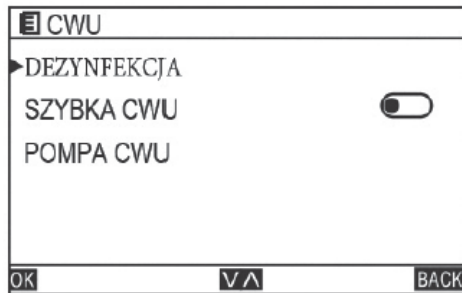 CWU
DEZYNFEKCJA
SZYBKA CWU
POMPA CWU
OK
BACK